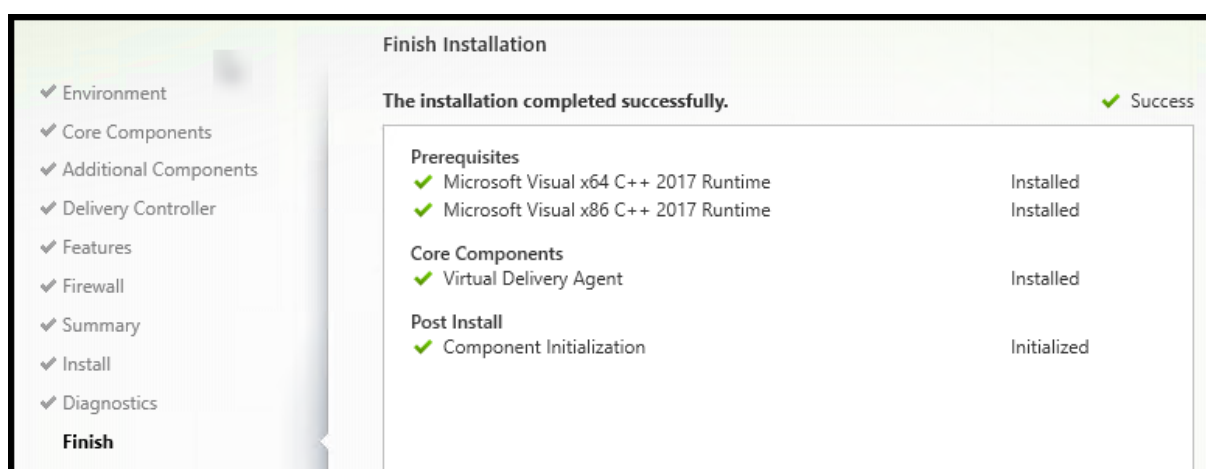 Finish Installation
Environment
Core Components
Additional Components
Delivery Controller
Features
Firewall
Summary
Install
Diagnostics
Finish
The installation completed successfully.
Success
Prerequisites
Microsoft Visual x64 C++ 2017 Runtime Installed
Microsoft Visual x86 C++ 2017 Runtime Installed
Core Components
Virtual Delivery Agent Installed
Post Install
Component Initialization Initialized